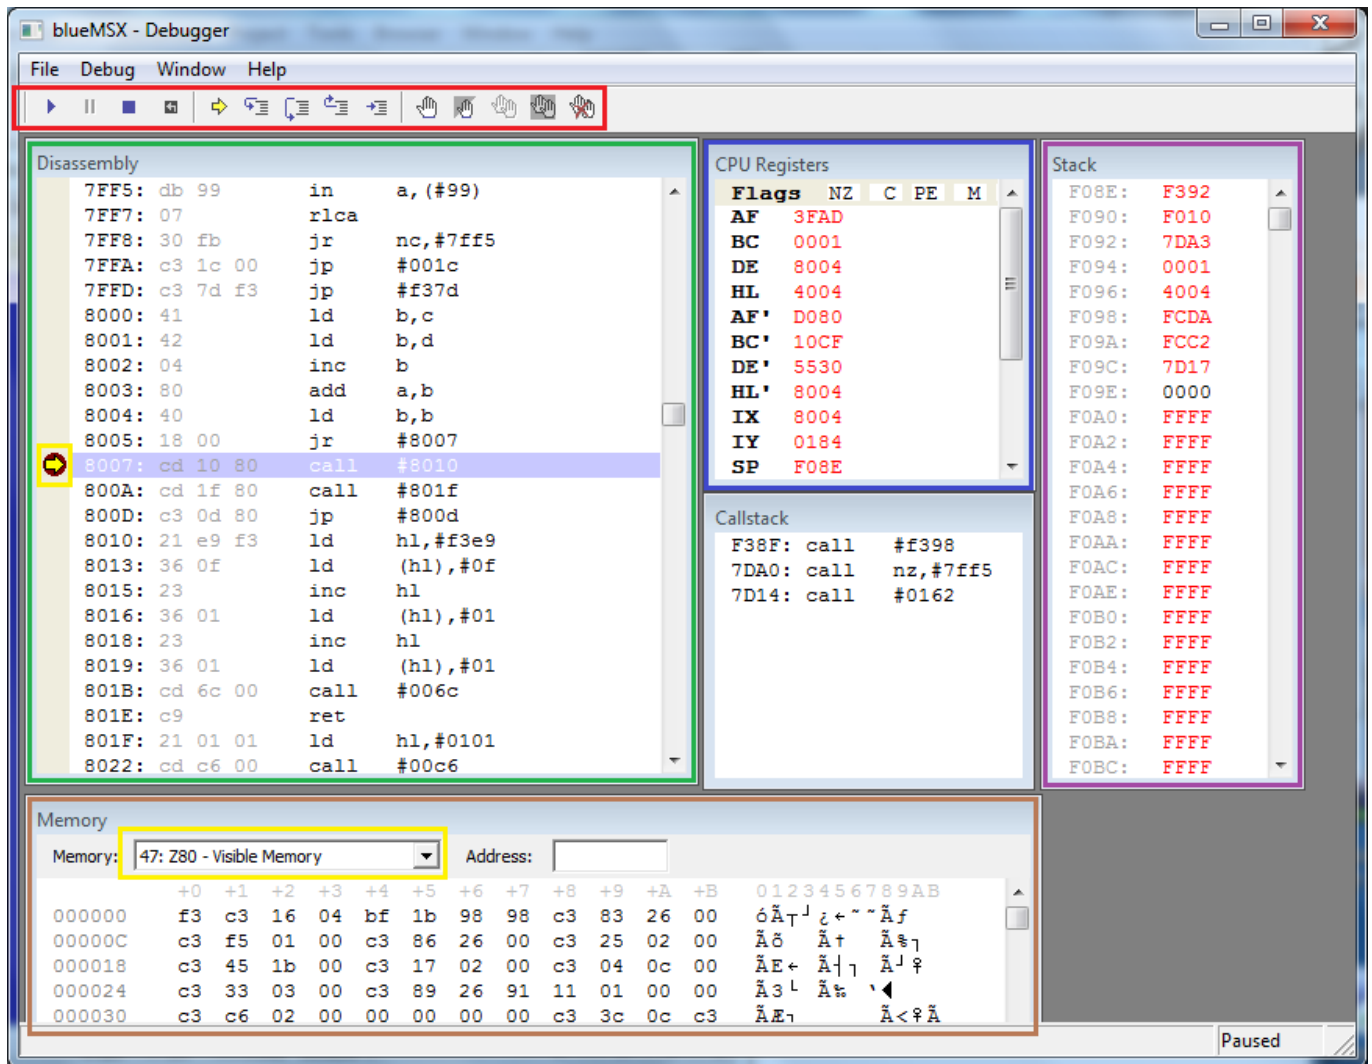 blueMSX - Debugger
File Debug Window Help
Disassembly
7FF5: db 99 in a,(#99)
7FF7: 07 rlca
7FF8: 30 fb jr nc,#7ff5
7FFA: c3 1c 00 jp #001c
7FFD: c3 7d f3 jp #f37d
8000: 41 ld b,c
8001: 42 ld b,d
8002: 04 inc b
8003: 80 add a,b
8004: 40 ld b,b
8005: 18 00 jr #8007
8007: cd 10 80 call #8010
800A: cd 1f 80 call #801f
800D: c3 0d 80 jp #800d
8010: 21 e9 f3 ld hl,#f3e9
8013: 36 0f ld (hl),#0f
8015: 23 inc hl
8016: 36 01 ld (hl),#01
8018: 23 inc hl
8019: 36 01 ld (hl),#01
801B: cd 6c 00 call #006c
801E: c9 ret
801F: 21 01 01 ld hl,#0101
8022: cd c6 00 call #00c6
CPU Registers
Flags NZ C PE M
AF 3FAD
BC 0001
DE 8004
HL 4004
AF' D080
BC' 10CF
DE' 5530
HL' 8004
IX 8004
IY 0184
SP F08E
Callstack
F38F: call #f398
7DA0: call nz,#7ff5
7D14: call #0162
Stack
F08E: F392
F090: F010
F092: 7DA3
F094: 0001
F096: 4004
F098: FCDA
F09A: FCC2
F09C: 7D17
F09E: 0000
F0A0: FFFF
F0A2: FFFF
F0A4: FFFF
F0A6: FFFF
F0A8: FFFF
F0AA: FFFF
F0AC: FFFF
F0AE: FFFF
F0B0: FFFF
F0B2: FFFF
F0B4: FFFF
F0B6: FFFF
F0B8: FFFF
F0BA: FFFF
F0BC: FFFF
Memory
Memory: 47: Z80 - Visible Memory Address:
+0 +1 +2 +3 +4 +5 +6 +7 +8 +9 +A +B 0123456789AB
000000 f3 c3 16 04 bf 1b 98 98 c3 83 26 00 óÃ┬┘¿←˜˜Ãƒ
00000C c3 f5 01 00 c3 86 26 00 c3 25 02 00 Ãõ Ã† Ã%┐
000018 c3 45 1b 00 c3 17 02 00 c3 04 0c 00 ÃE← Ã┤┐ Ã┘♀
000024 c3 33 03 00 c3 89 26 91 11 01 00 00 Ã3└ Ã‰ ‘◄
000030 c3 c6 02 00 00 00 00 00 c3 3c 0c c3 ÃÆ┐ Ã<♀Ã
Paused